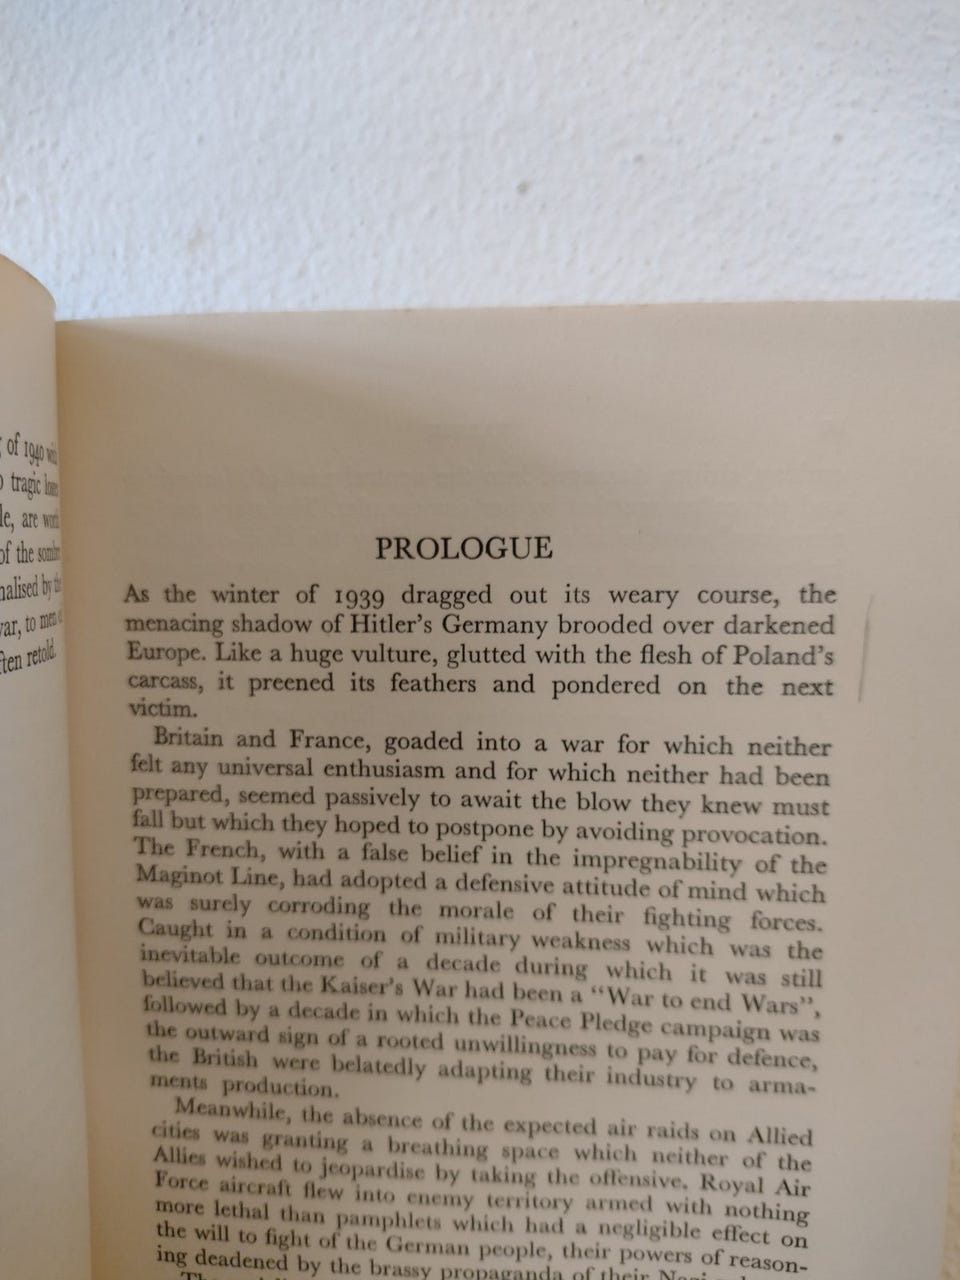 of 1940
tragic
le, are
of the
by
war, to men
retold.
PROLOGUE
As the winter of 1939 dragged out its weary course, the
menacing shadow of Hitler's Germany brooded over darkened
Europe. Like a huge vulture, glutted with the flesh of Poland's
carcass, it preened its feathers and pondered on the next
victim.
Britain and France, goaded into a war for which neither
felt any universal enthusiasm and for which neither had been
prepared, seemed passively to await the blow they knew must
fall but which they hoped to postpone by avoiding provocation.
The French, with a false belief in the impregnability of the
Maginot Line, had adopted a defensive attitude of mind which
was surely corroding the morale of their fighting forces.
Caught in a condition of military weakness which was the
inevitable outcome of a decade during which it was still
believed that the Kaiser's War had been a “War to end Wars”,
followed by a decade in which the Peace Pledge campaign was
the outward sign of a rooted unwillingness to pay for defence,
the British were belatedly adapting their industry to arma-
ments production.
Meanwhile, the absence of the expected air raids on Allied
cities was granting a breathing space which neither of the
Allies wished to jeopardise by taking the offensive. Royal Air
Force aircraft flew into enemy territory armed with nothing
more lethal than pamphlets which had a negligible effect on
the will to fight of the German people, their powers of reason-
ing deadened by the brassy propaganda of their